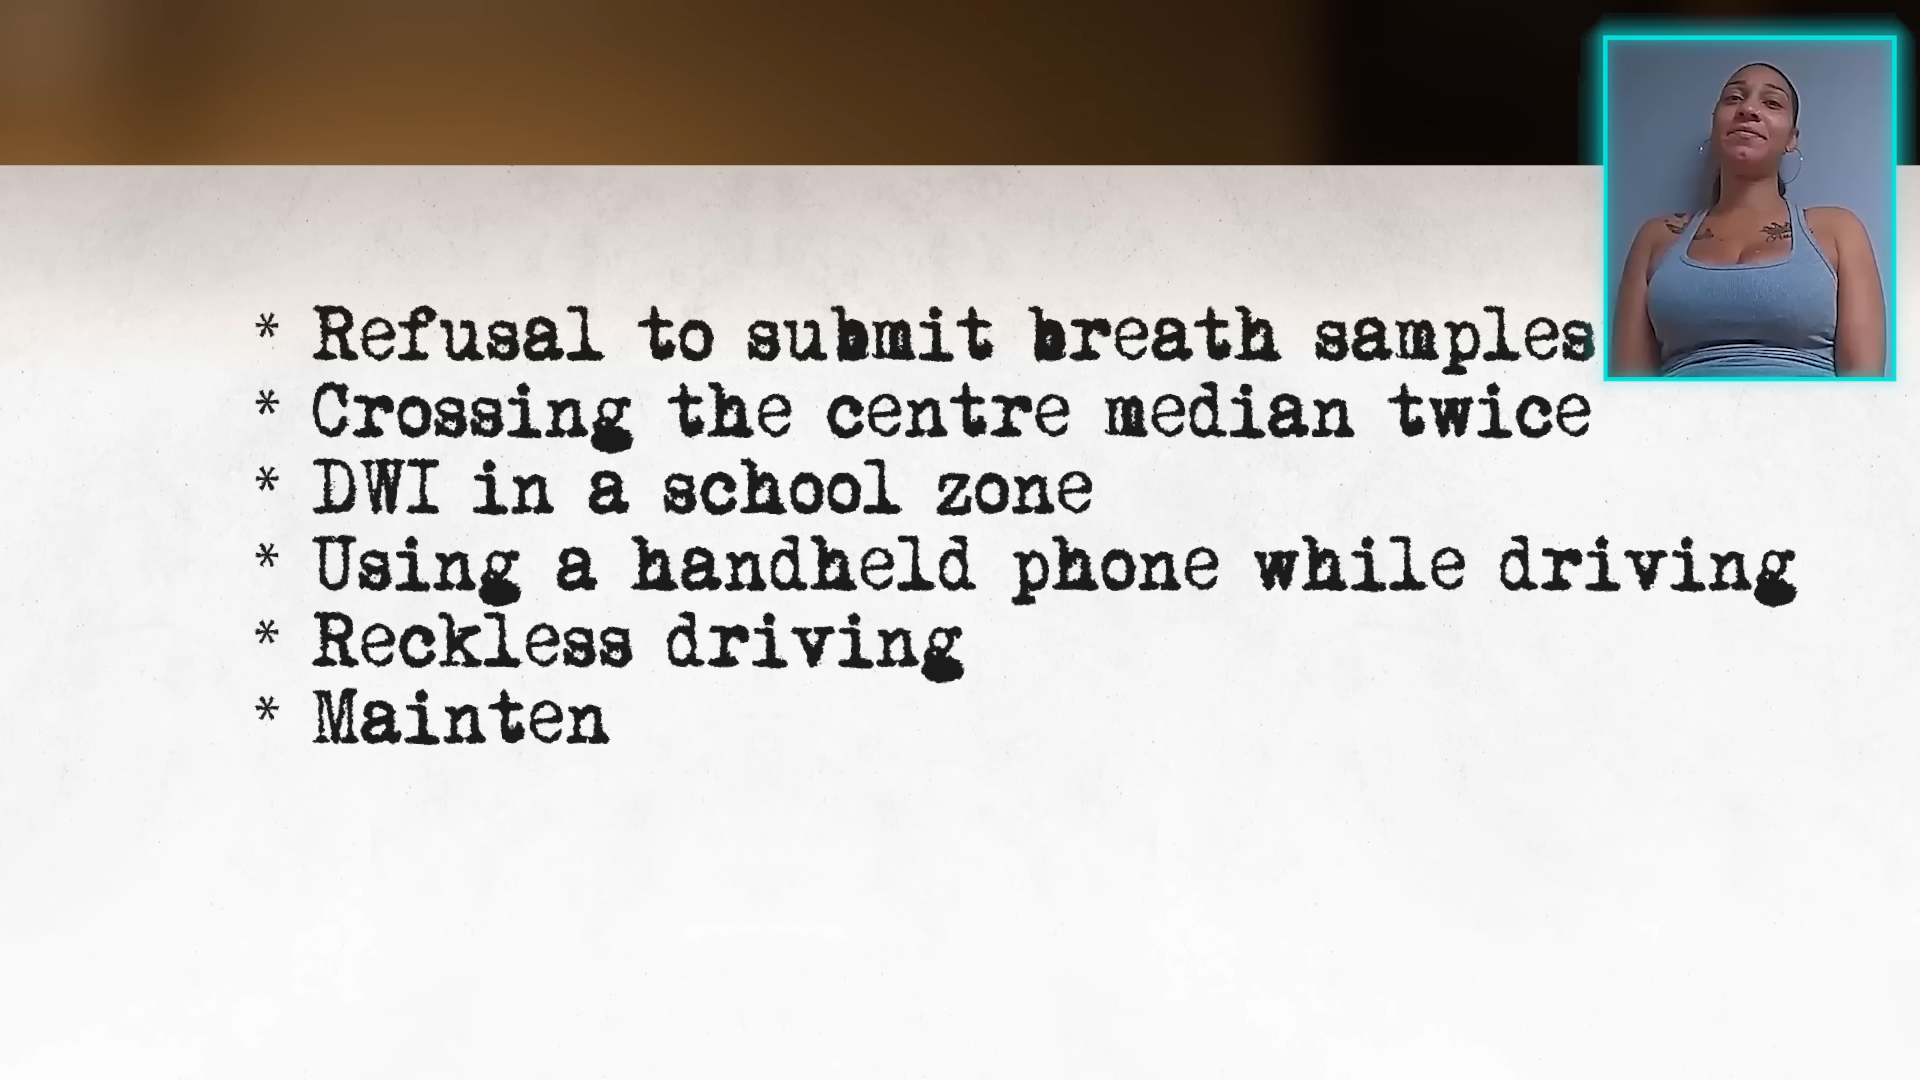 * Refusal to submit breath samples
* Crossing the centre median twice
* DWI in a school zone
* Using a handheld phone while driving
* Reckless driving
* Mainten